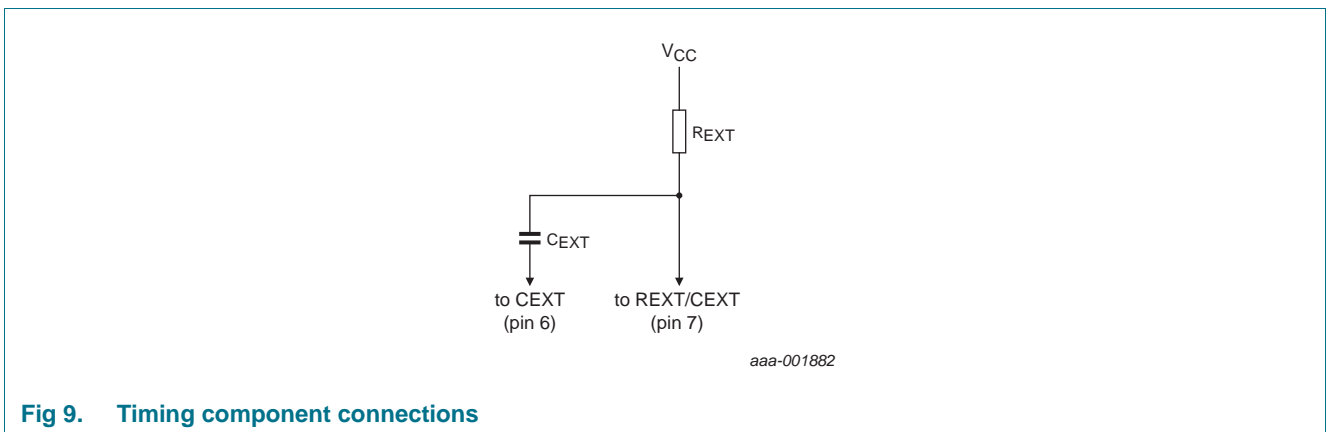 VCC
REXT
CEXT
to CEXT
(pin 6)
to REXT/CEXT
(pin 7)
aaa-001882
Fig 9. Timing component connections